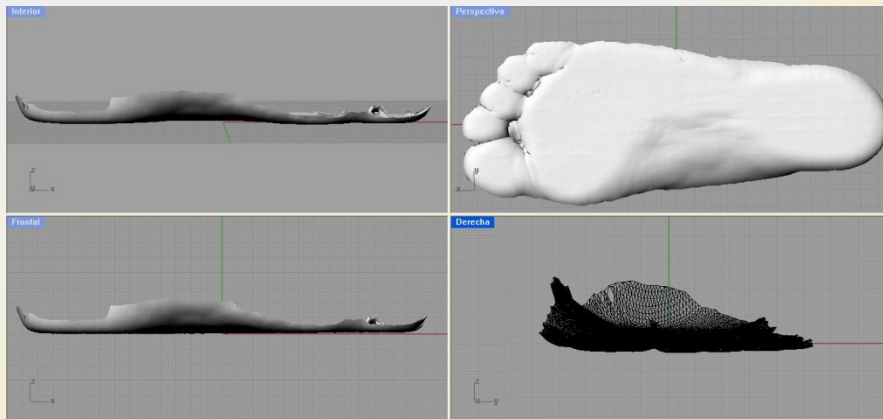 Inferior
Perspectiva
z
y x
y
x
Frontal
Derecha
z
x
z
x y